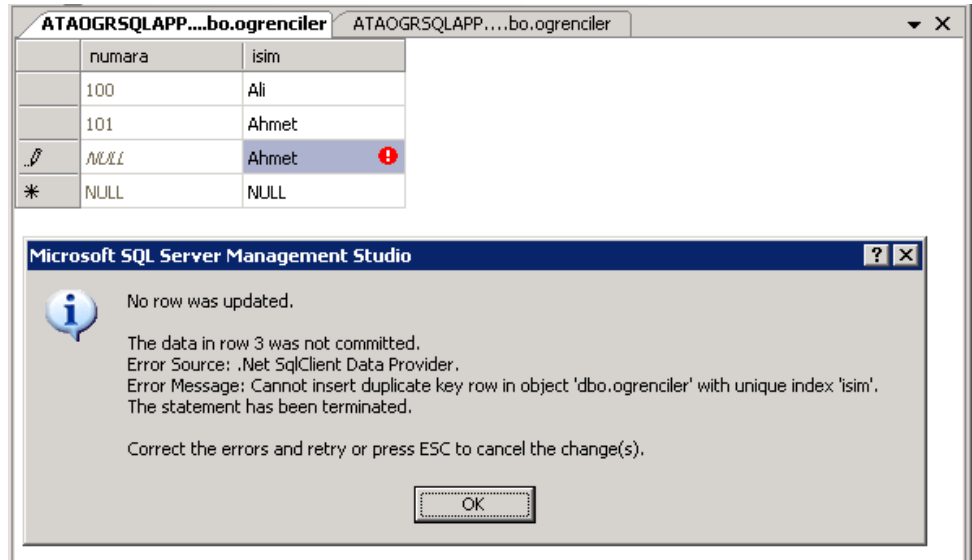 ATAOGRSQLAPP....bo.ogrenciler ATAOGRSQLAPP....bo.ogrenciler
numara isim
100 Ali
101 Ahmet
NULL Ahmet
NULL NULL
Microsoft SQL Server Management Studio
No row was updated.
The data in row 3 was not committed.
Error Source: .Net SqlClient Data Provider.
Error Message: Cannot insert duplicate key row in object 'dbo.ogrenciler' with unique index 'isim'.
The statement has been terminated.
Correct the errors and retry or press ESC to cancel the change(s).
OK